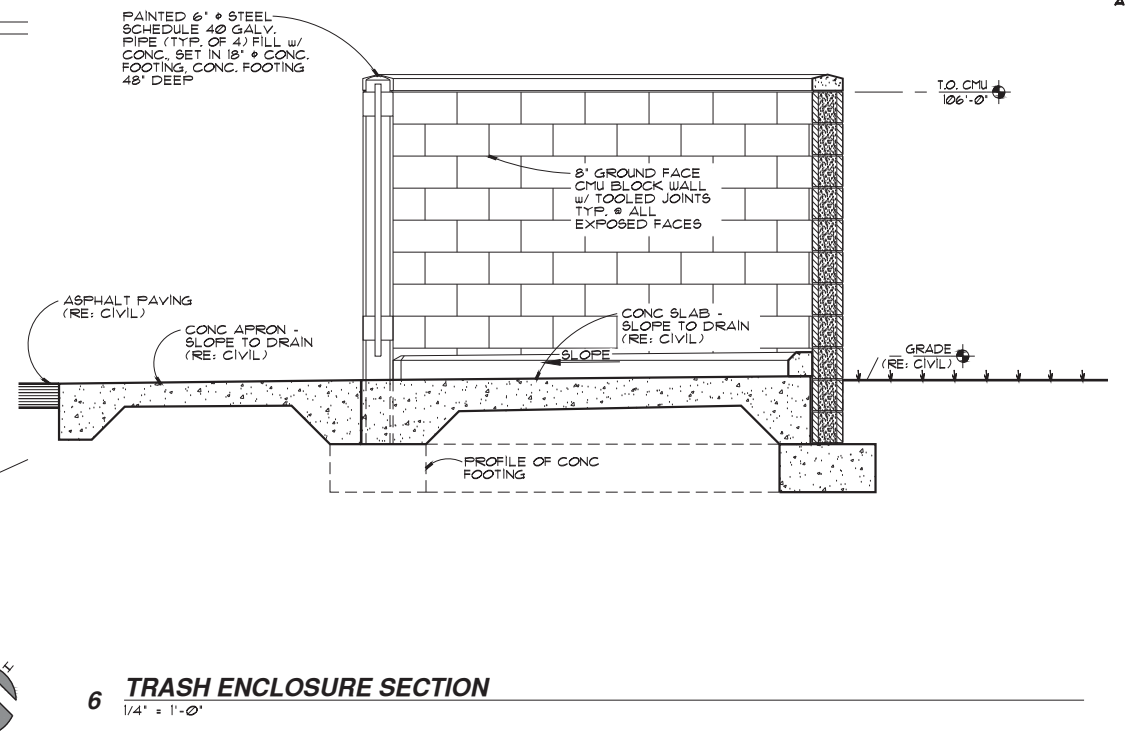 PAINTED 6" ⌀ STEEL
SCHEDULE 40 GALV.
PIPE (TYP. OF 4) FILL w/
CONC., SET IN 18" ⌀ CONC.
FOOTING, CONC. FOOTING
48" DEEP
T.O. CMU
106'-0"
8" GROUND FACE
CMU BLOCK WALL
w/ TOOLED JOINTS
TYP. @ ALL
EXPOSED FACES
ASPHALT PAVING
(RE: CIVIL)
CONC APRON -
SLOPE TO DRAIN
(RE: CIVIL)
CONC SLAB -
SLOPE TO DRAIN
(RE: CIVIL)
SLOPE
GRADE
(RE: CIVIL)
PROFILE OF CONC
FOOTING
H
6 TRASH ENCLOSURE SECTION
1/4" = 1'-0"